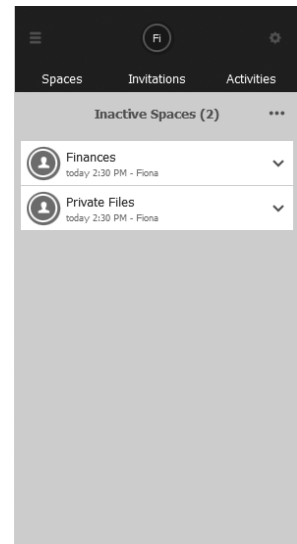 Fi
Spaces Invitations Activities
Inactive Spaces (2)
Finances
today 2:30 PM - Fiona
Private Files
today 2:30 PM - Fiona